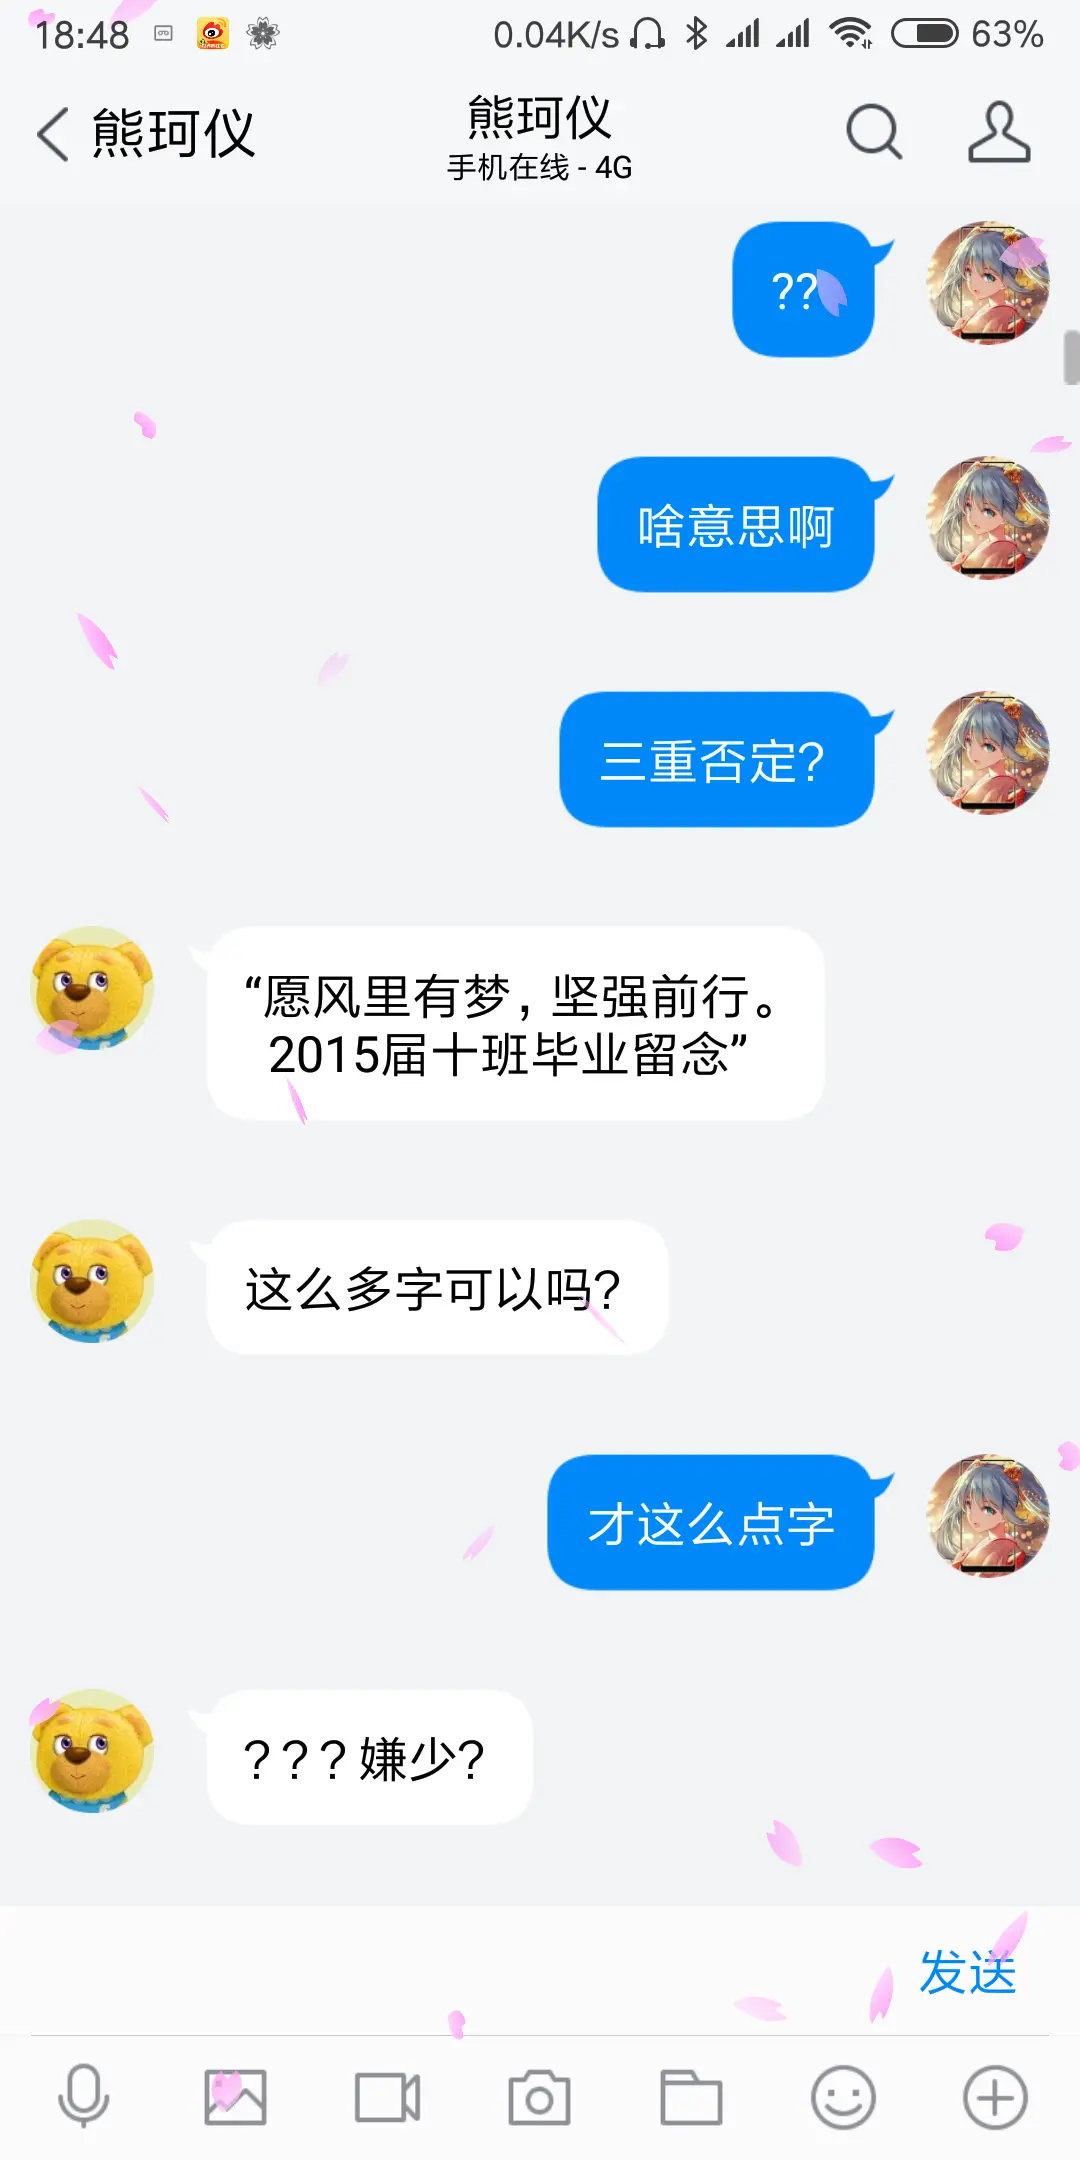 18:48
0.04K/s
63%
熊珂仪
熊珂仪
手机在线 - 4G
??
啥意思啊
三重否定?
“愿风里有梦，坚强前行。
2015届十班毕业留念”
这么多字可以吗?
才这么点字
？？？嫌少?
发送